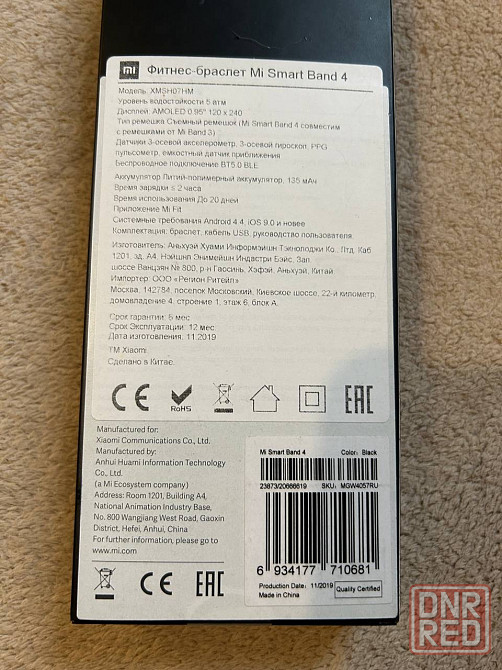 mi Фитнес-браслет Mi Smart Band 4
Модель: XMSH07HM
Уровень водостойкости 5 атм
Дисплей: AMOLED 0.95" 120 x 240
Тип ремешка Съемный ремешок (Mi Smart Band 4 совместим
с ремешками от Mi Band 3)
Датчики 3-осевой акселерометр, 3-осевой гироскоп, PPG
пульсометр, емкостный датчик приближения
Беспроводное подключение BT5.0 BLE
Аккумулятор Литий-полимерный аккумулятор, 135 мАч
Время зарядки ≤ 2 часа
Время использования До 20 дней
Приложение Mi Fit
Системные требования Android 4.4, iOS 9.0 и новее
Комплектация: браслет, кабель USB, руководство пользователя
Изготовитель: Аньхуэй Хуами Информэйшн Тэкнолоджи Ко., Лтд. Каб
1201, зд. A4, Нэйшнл Энимейшн Индастри Бэйс, Зап.
шоссе Ванцзян № 800, р-н Гаосинь, Хэфэй, Аньхуэй, Китай
Импортер: ООО «Регион Ритейл»
Москва, 142784, поселок Московский, Киевское шоссе, 22-й километр,
домовладение 4, строение 1, этаж 6, блок А.
Срок гарантии: 6 мес
Срок Эксплуатации: 12 мес
Дата изготовления: 11.2019
TM Xiaomi
Сделано в Китае.
CE RoHS EAC
Manufactured for:
Xiaomi Communications Co., Ltd.
Manufactured by:
Anhui Huami Information Technology
Co., Ltd.
(a Mi Ecosystem company)
Address: Room 1201, Building A4,
National Animation Industry Base,
No. 800 Wangjiang West Road, Gaoxin
District, Hefei, Anhui, China
For further information, please go to
www.mi.com
CE EAC
Mi Smart Band 4 Color: Black
23873/20666619 SKU: MGW4057RU
6 934177 710681
Production Date: 11/2019
Made in China
Quality Certified
DNR
RED